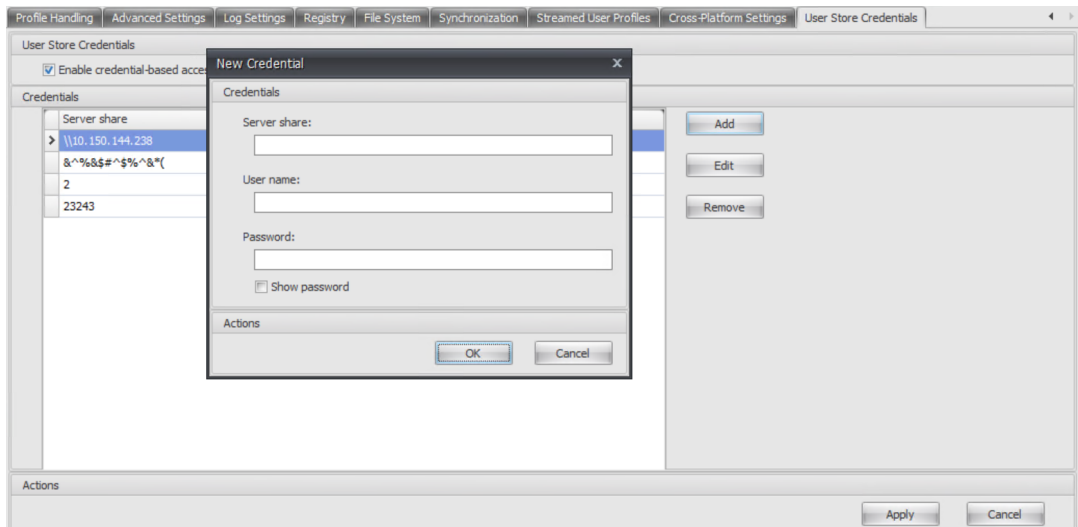 Profile Handling Advanced Settings Log Settings Registry File System Synchronization Streamed User Profiles Cross-Platform Settings User Store Credentials
User Store Credentials
Enable credential-based acces
New Credential x
Credentials
Credentials
Server share
Server share:
Add
\\10.150.144.238
&^%&$#^$%^&*(
Edit
User name:
2
23243
Remove
Password:
Show password
Actions
OK Cancel
Actions
Apply Cancel